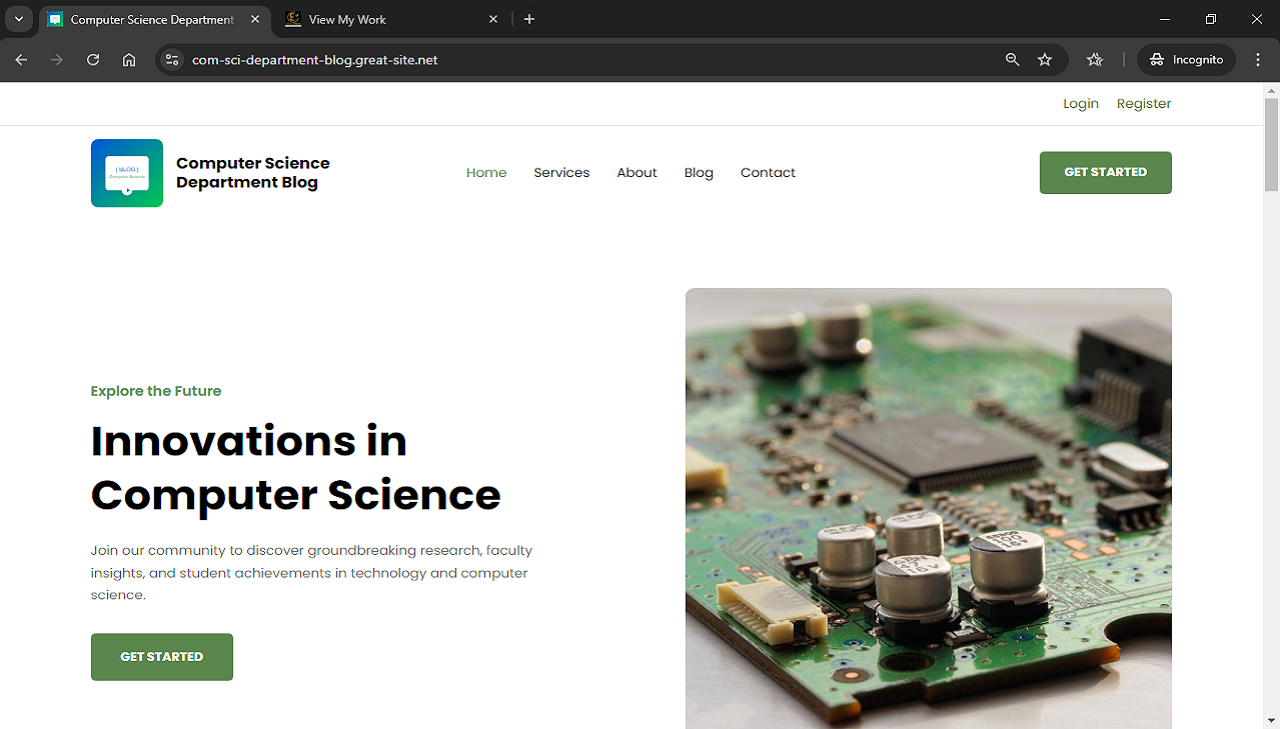 Computer Science Department
View My Work
com-sci-department-blog.great-site.net
Incognito
Login Register
{ BLOG }
Computer Science
Computer Science
Department Blog
Home Services About Blog Contact
GET STARTED
Explore the Future
Innovations in
Computer Science
Join our community to discover groundbreaking research, faculty
insights, and student achievements in technology and computer
science.
GET STARTED